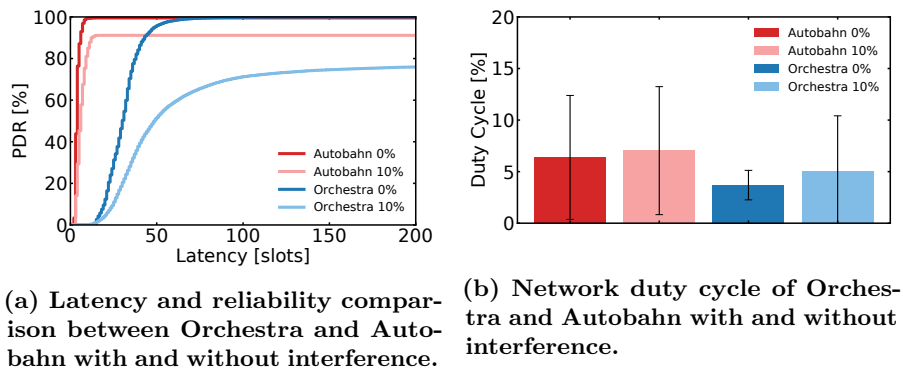 100
80
60
40
20
0
PDR [%]
Autobahn 0%
Autobahn 10%
Orchestra 0%
Orchestra 10%
0 50 100 150 200
Latency [slots]
(a) Latency and reliability compar-
ison between Orchestra and Auto-
bahn with and without interference.
20
15
10
5
0
Duty Cycle [%]
Autobahn 0%
Autobahn 10%
Orchestra 0%
Orchestra 10%
(b) Network duty cycle of Orches-
tra and Autobahn with and without
interference.